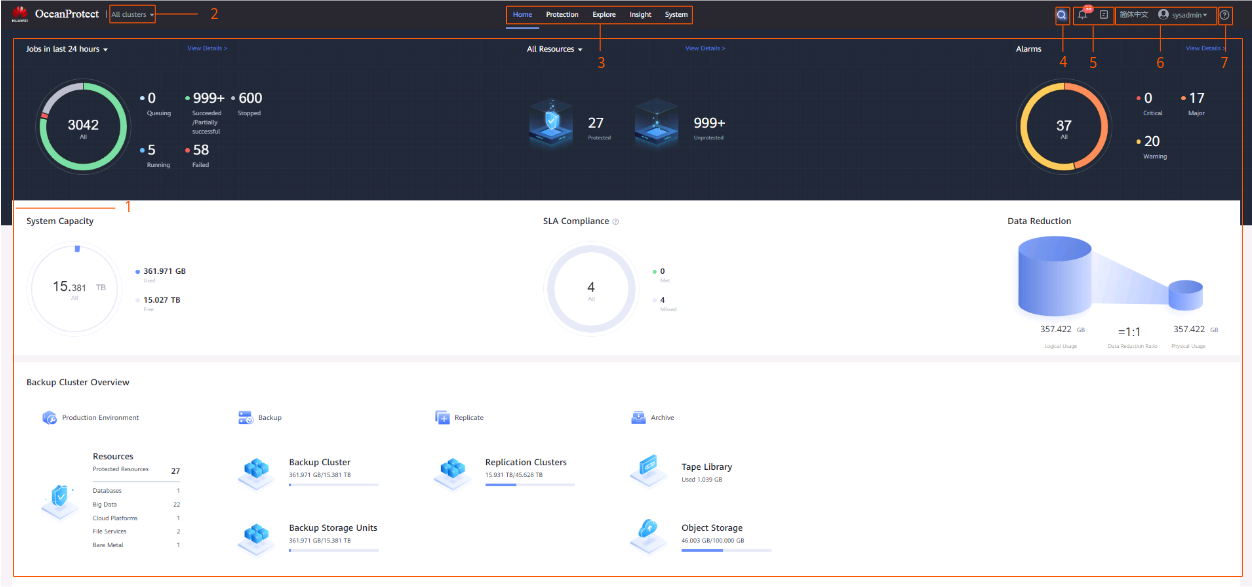 HUAWEI OceanProtect All clusters 2 Home Protection Explore Insight System 简体中文 sysadmin
3 4 5 6 7
Jobs in last 24 hours View Details > All Resources View Details > Alarms View Details >
3042
All
0
Queuing
999+
Succeeded
/Partially
successful
600
Stopped
5
Running
58
Failed
27
Protected
999+
Unprotected
37
All
0
Critical
17
Major
20
Warning
1
System Capacity
15.381 TB
All
361.971 GB
Used
15.027 TB
Free
SLA Compliance
4
All
0
Met
4
Missed
Data Reduction
357.422 GB
Logical Usage
=1:1
Data Reduction Ratio
357.422 GB
Physical Usage
Backup Cluster Overview
Production Environment
Backup
Replicate
Archive
Resources
Protected Resources 27
Databases 1
Big Data 22
Cloud Platforms 1
File Services 2
Bare Metal 1
Backup Cluster
361.971 GB/15.381 TB
Backup Storage Units
361.971 GB/15.381 TB
Replication Clusters
15.931 TB/45.628 TB
Tape Library
Used 1.039 GB
Object Storage
46.003 GB/100.000 GB